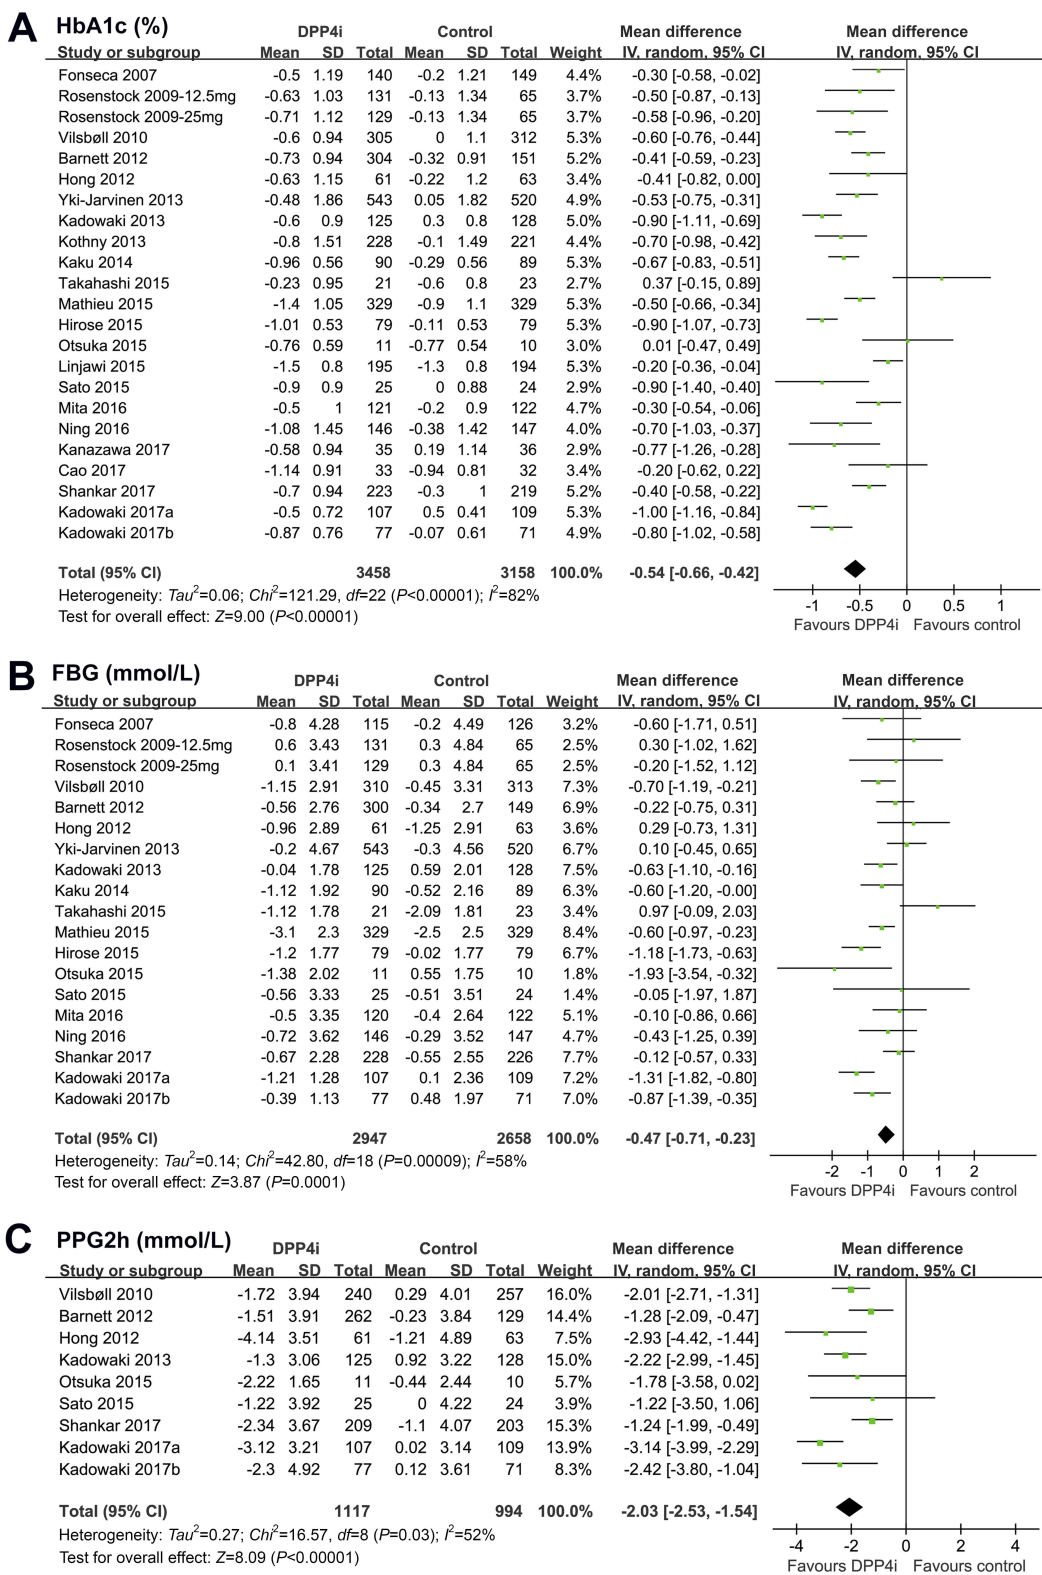 A HbA1c (%)
DPP4i Control Mean difference Mean difference
Study or subgroup Mean SD Total Mean SD Total Weight IV, random, 95% CI IV, random, 95% CI
Fonseca 2007 -0.5 1.19 140 -0.2 1.21 149 4.4% -0.30 [-0.58, -0.02]
Rosenstock 2009-12.5mg -0.63 1.03 131 -0.13 1.34 65 3.7% -0.50 [-0.87, -0.13]
Rosenstock 2009-25mg -0.71 1.12 129 -0.13 1.34 65 3.7% -0.58 [-0.96, -0.20]
Vilsbøll 2010 -0.6 0.94 305 0 1.1 312 5.3% -0.60 [-0.76, -0.44]
Barnett 2012 -0.73 0.94 304 -0.32 0.91 151 5.2% -0.41 [-0.59, -0.23]
Hong 2012 -0.63 1.15 61 -0.22 1.2 63 3.4% -0.41 [-0.82, 0.00]
Yki-Jarvinen 2013 -0.48 1.86 543 0.05 1.82 520 4.9% -0.53 [-0.75, -0.31]
Kadowaki 2013 -0.6 0.9 125 0.3 0.8 128 5.0% -0.90 [-1.11, -0.69]
Kothny 2013 -0.8 1.51 228 -0.1 1.49 221 4.4% -0.70 [-0.98, -0.42]
Kaku 2014 -0.96 0.56 90 -0.29 0.56 89 5.3% -0.67 [-0.83, -0.51]
Takahashi 2015 -0.23 0.95 21 -0.6 0.8 23 2.7% 0.37 [-0.15, 0.89]
Mathieu 2015 -1.4 1.05 329 -0.9 1.1 329 5.3% -0.50 [-0.66, -0.34]
Hirose 2015 -1.01 0.53 79 -0.11 0.53 79 5.3% -0.90 [-1.07, -0.73]
Otsuka 2015 -0.76 0.59 11 -0.77 0.54 10 3.0% 0.01 [-0.47, 0.49]
Linjawi 2015 -1.5 0.8 195 -1.3 0.8 194 5.3% -0.20 [-0.36, -0.04]
Sato 2015 -0.9 0.9 25 0 0.88 24 2.9% -0.90 [-1.40, -0.40]
Mita 2016 -0.5 1 121 -0.2 0.9 122 4.7% -0.30 [-0.54, -0.06]
Ning 2016 -1.08 1.45 146 -0.38 1.42 147 4.0% -0.70 [-1.03, -0.37]
Kanazawa 2017 -0.58 0.94 35 0.19 1.14 36 2.9% -0.77 [-1.26, -0.28]
Cao 2017 -1.14 0.91 33 -0.94 0.81 32 3.4% -0.20 [-0.62, 0.22]
Shankar 2017 -0.7 0.94 223 -0.3 1 219 5.2% -0.40 [-0.58, -0.22]
Kadowaki 2017a -0.5 0.72 107 0.5 0.41 109 5.3% -1.00 [-1.16, -0.84]
Kadowaki 2017b -0.87 0.76 77 -0.07 0.61 71 4.9% -0.80 [-1.02, -0.58]
Total (95% CI) 3458 3158 100.0% -0.54 [-0.66, -0.42]
Heterogeneity: Tau²=0.06; Chi²=121.29, df=22 (P<0.00001); I²=82%
Test for overall effect: Z=9.00 (P<0.00001)
-1 -0.5 0 0.5 1
Favours DPP4i Favours control
B FBG (mmol/L)
DPP4i Control Mean difference Mean difference
Study or subgroup Mean SD Total Mean SD Total Weight IV, random, 95% CI IV, random, 95% CI
Fonseca 2007 -0.8 4.28 115 -0.2 4.49 126 3.2% -0.60 [-1.71, 0.51]
Rosenstock 2009-12.5mg 0.6 3.43 131 0.3 4.84 65 2.5% 0.30 [-1.02, 1.62]
Rosenstock 2009-25mg 0.1 3.41 129 0.3 4.84 65 2.5% -0.20 [-1.52, 1.12]
Vilsbøll 2010 -1.15 2.91 310 -0.45 3.31 313 7.3% -0.70 [-1.19, -0.21]
Barnett 2012 -0.56 2.76 300 -0.34 2.7 149 6.9% -0.22 [-0.75, 0.31]
Hong 2012 -0.96 2.89 61 -1.25 2.91 63 3.6% 0.29 [-0.73, 1.31]
Yki-Jarvinen 2013 -0.2 4.67 543 -0.3 4.56 520 6.7% 0.10 [-0.45, 0.65]
Kadowaki 2013 -0.04 1.78 125 0.59 2.01 128 7.5% -0.63 [-1.10, -0.16]
Kaku 2014 -1.12 1.92 90 -0.52 2.16 89 6.3% -0.60 [-1.20, -0.00]
Takahashi 2015 -1.12 1.78 21 -2.09 1.81 23 3.4% 0.97 [-0.09, 2.03]
Mathieu 2015 -3.1 2.3 329 -2.5 2.5 329 8.4% -0.60 [-0.97, -0.23]
Hirose 2015 -1.2 1.77 79 -0.02 1.77 79 6.7% -1.18 [-1.73, -0.63]
Otsuka 2015 -1.38 2.02 11 0.55 1.75 10 1.8% -1.93 [-3.54, -0.32]
Sato 2015 -0.56 3.33 25 -0.51 3.51 24 1.4% -0.05 [-1.97, 1.87]
Mita 2016 -0.5 3.35 120 -0.4 2.64 122 5.1% -0.10 [-0.86, 0.66]
Ning 2016 -0.72 3.62 146 -0.29 3.52 147 4.7% -0.43 [-1.25, 0.39]
Shankar 2017 -0.67 2.28 228 -0.55 2.55 226 7.7% -0.12 [-0.57, 0.33]
Kadowaki 2017a -1.21 1.28 107 0.1 2.36 109 7.2% -1.31 [-1.82, -0.80]
Kadowaki 2017b -0.39 1.13 77 0.48 1.97 71 7.0% -0.87 [-1.39, -0.35]
Total (95% CI) 2947 2658 100.0% -0.47 [-0.71, -0.23]
Heterogeneity: Tau²=0.14; Chi²=42.80, df=18 (P=0.00009); I²=58%
Test for overall effect: Z=3.87 (P=0.0001)
-2 -1 0 1 2
Favours DPP4i Favours control
C PPG2h (mmol/L)
DPP4i Control Mean difference Mean difference
Study or subgroup Mean SD Total Mean SD Total Weight IV, random, 95% CI IV, random, 95% CI
Vilsbøll 2010 -1.72 3.94 240 0.29 4.01 257 16.0% -2.01 [-2.71, -1.31]
Barnett 2012 -1.51 3.91 262 -0.23 3.84 129 14.4% -1.28 [-2.09, -0.47]
Hong 2012 -4.14 3.51 61 -1.21 4.89 63 7.5% -2.93 [-4.42, -1.44]
Kadowaki 2013 -1.3 3.06 125 0.92 3.22 128 15.0% -2.22 [-2.99, -1.45]
Otsuka 2015 -2.22 1.65 11 -0.44 2.44 10 5.7% -1.78 [-3.58, 0.02]
Sato 2015 -1.22 3.92 25 0 4.22 24 3.9% -1.22 [-3.50, 1.06]
Shankar 2017 -2.34 3.67 209 -1.1 4.07 203 15.3% -1.24 [-1.99, -0.49]
Kadowaki 2017a -3.12 3.21 107 0.02 3.14 109 13.9% -3.14 [-3.99, -2.29]
Kadowaki 2017b -2.3 4.92 77 0.12 3.61 71 8.3% -2.42 [-3.80, -1.04]
Total (95% CI) 1117 994 100.0% -2.03 [-2.53, -1.54]
Heterogeneity: Tau²=0.27; Chi²=16.57, df=8 (P=0.03); I²=52%
Test for overall effect: Z=8.09 (P<0.00001)
-4 -2 0 2 4
Favours DPP4i Favours control